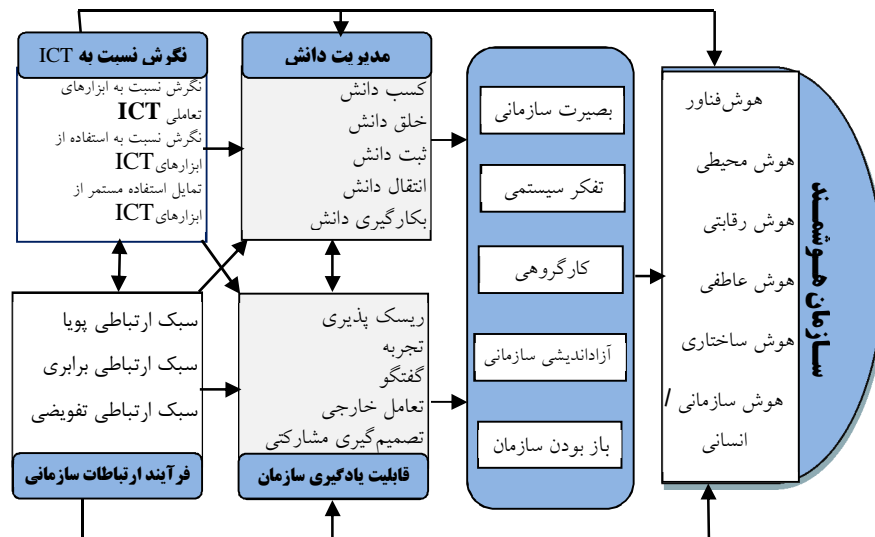 نگرش نسبت به ICT
نگرش نسبت به ابزارهای
تعاملی ICT
نگرش نسبت به استفاده از
ابزارهایICT
تمایل استفاده مستمر از
ابزارهایICT
سبک ارتباطی پویا
سبک ارتباطی برابری
سبک ارتباطی تفویضی
فرآیند ارتباطات سازمانی
مدیریت دانش
کسب دانش
خلق دانش
ثبت دانش
انتقال دانش
بکارگیری دانش
ریسک پذیری
تجربه
گفتگو
تعامل خارجی
تصمیم‌گیری مشارکتی
قابلیت یادگیری سازمان
بصیرت سازمانی
تفکر سیستمی
کارگروهی
آزاداندیشی سازمانی
باز بودن سازمان
هوش‌فناور
هوش محیطی
هوش رقابتی
هوش عاطفی
هوش ساختاری
هوش سازمانی /
انسانی
سازمان هوشمند